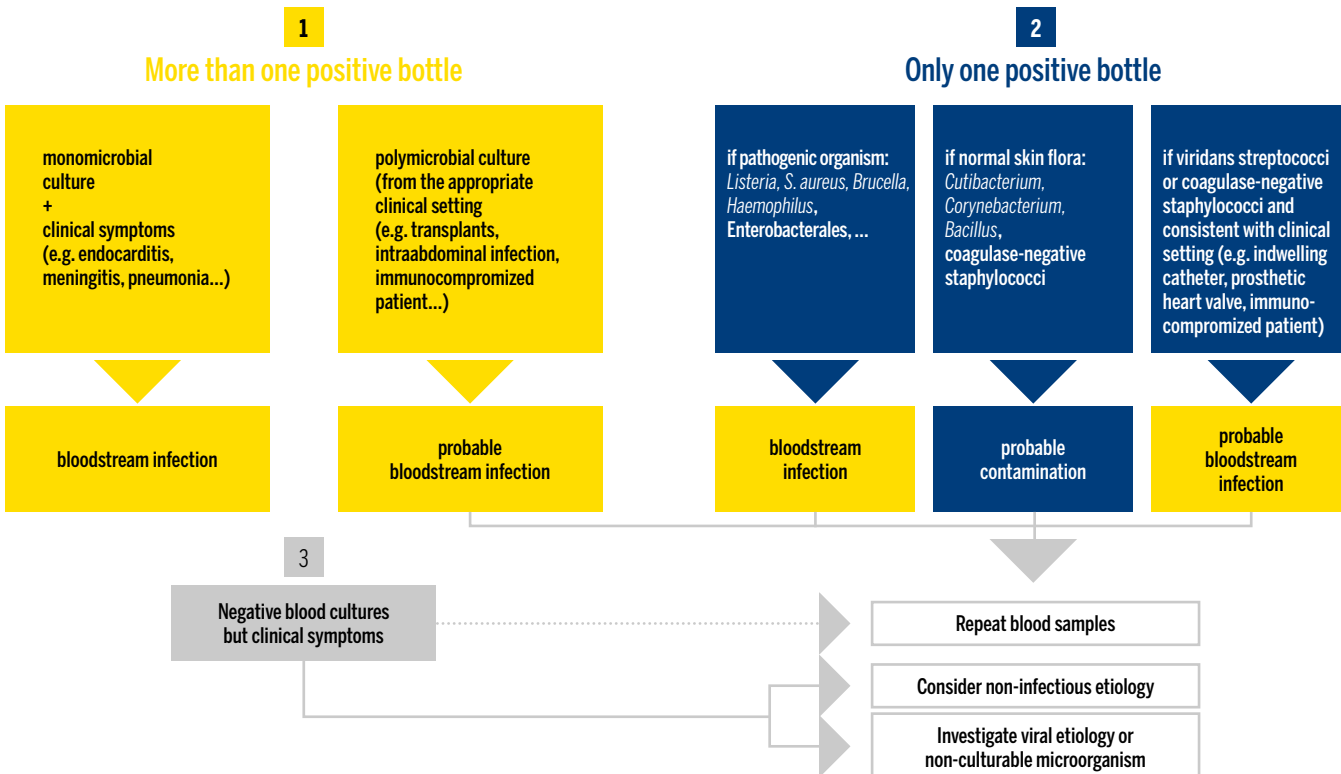 1
More than one positive bottle
monomicrobial
culture
+
clinical symptoms
(e.g. endocarditis,
meningitis, pneumonia...)
polymicrobial culture
(from the appropriate
clinical setting
(e.g. transplants,
intraabdominal infection,
immunocompromized
patient...)
bloodstream infection
probable
bloodstream infection
2
Only one positive bottle
if pathogenic organism:
Listeria, S. aureus, Brucella,
Haemophilus,
Enterobacterales, ...
if normal skin flora:
Cutibacterium,
Corynebacterium,
Bacillus,
coagulase-negative
staphylococci
if viridans streptococci
or coagulase-negative
staphylococci and
consistent with clinical
setting (e.g. indwelling
catheter, prosthetic
heart valve, immuno-
compromized patient)
bloodstream
infection
probable
contamination
probable
bloodstream
infection
3
Negative blood cultures
but clinical symptoms
Repeat blood samples
Consider non-infectious etiology
Investigate viral etiology or
non-culturable microorganism